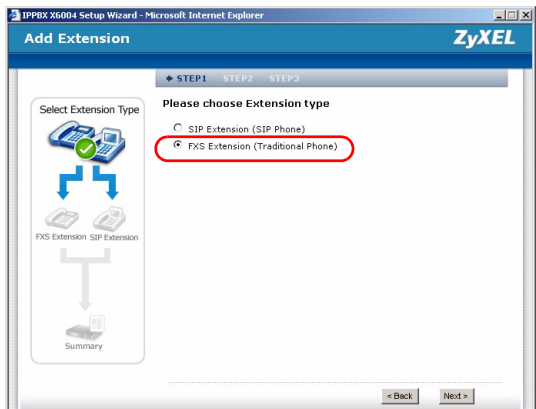 IPPBX X6004 Setup Wizard - Microsoft Internet Explorer
Add Extension
ZyXEL
STEP1 STEP2 STEP3
Select Extension Type
Please choose Extension type
SIP Extension (SIP Phone)
FXS Extension (Traditional Phone)
FXS Extension SIP Extension
Summary
< Back Next >